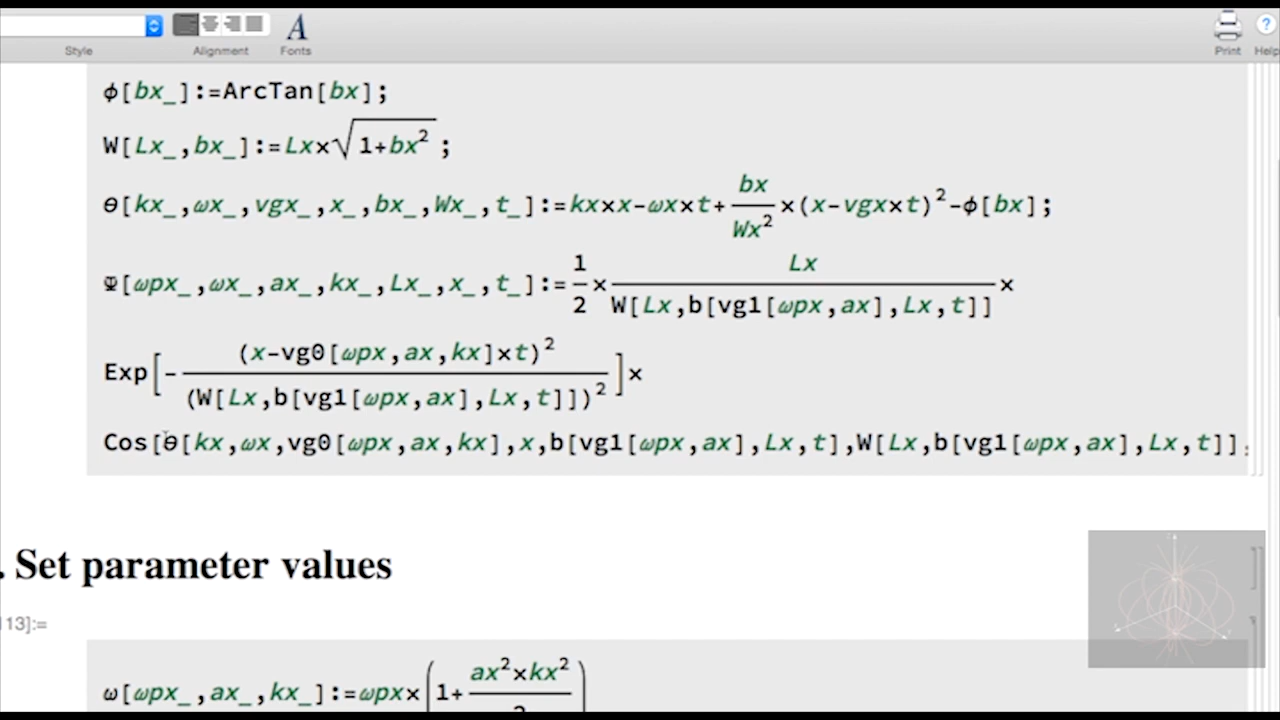 Style Alignment Fonts Print Help
ϕ[bx_]:=ArcTan[bx];
W[Lx_,bx_]:=Lx×√1+bx² ;
θ[kx_,ωx_,vgx_,x_,bx_,Wx_,t_]:=kx×x-ωx×t+bx/Wx²×(x-vgx×t)²-ϕ[bx];
Ψ[ωpx_,ωx_,ax_,kx_,Lx_,x_,t_]:=1/2×Lx/W[Lx,b[vg1[ωpx,ax],Lx,t]]×
Exp[-(x-vg0[ωpx,ax,kx]×t)²/(W[Lx,b[vg1[ωpx,ax],Lx,t]])²]×
Cos[θ[kx,ωx,vg0[ωpx,ax,kx],x,b[vg1[ωpx,ax],Lx,t],W[Lx,b[vg1[ωpx,ax],Lx,t]],
. Set parameter values
13]:=
ω[ωpx_,ax_,kx_]:=ωpx×(1+ax²×kx²/